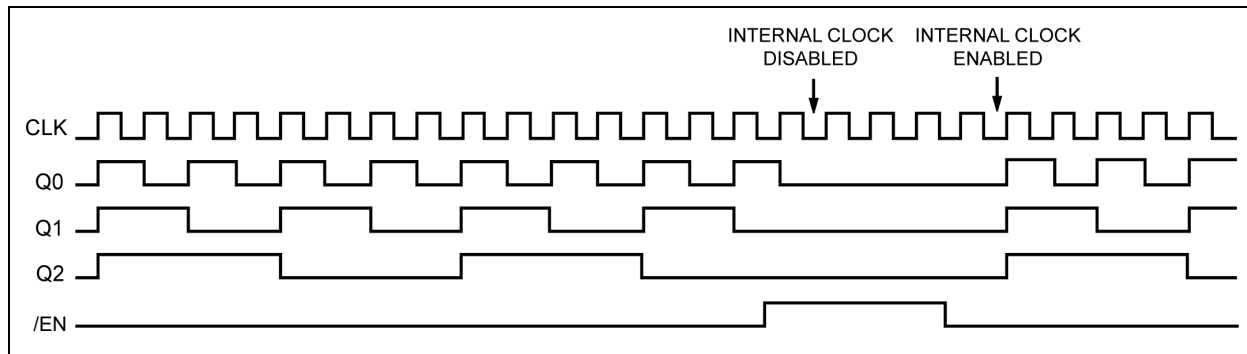 INTERNAL CLOCK
DISABLED
INTERNAL CLOCK
ENABLED
CLK
Q0
Q1
Q2
/EN